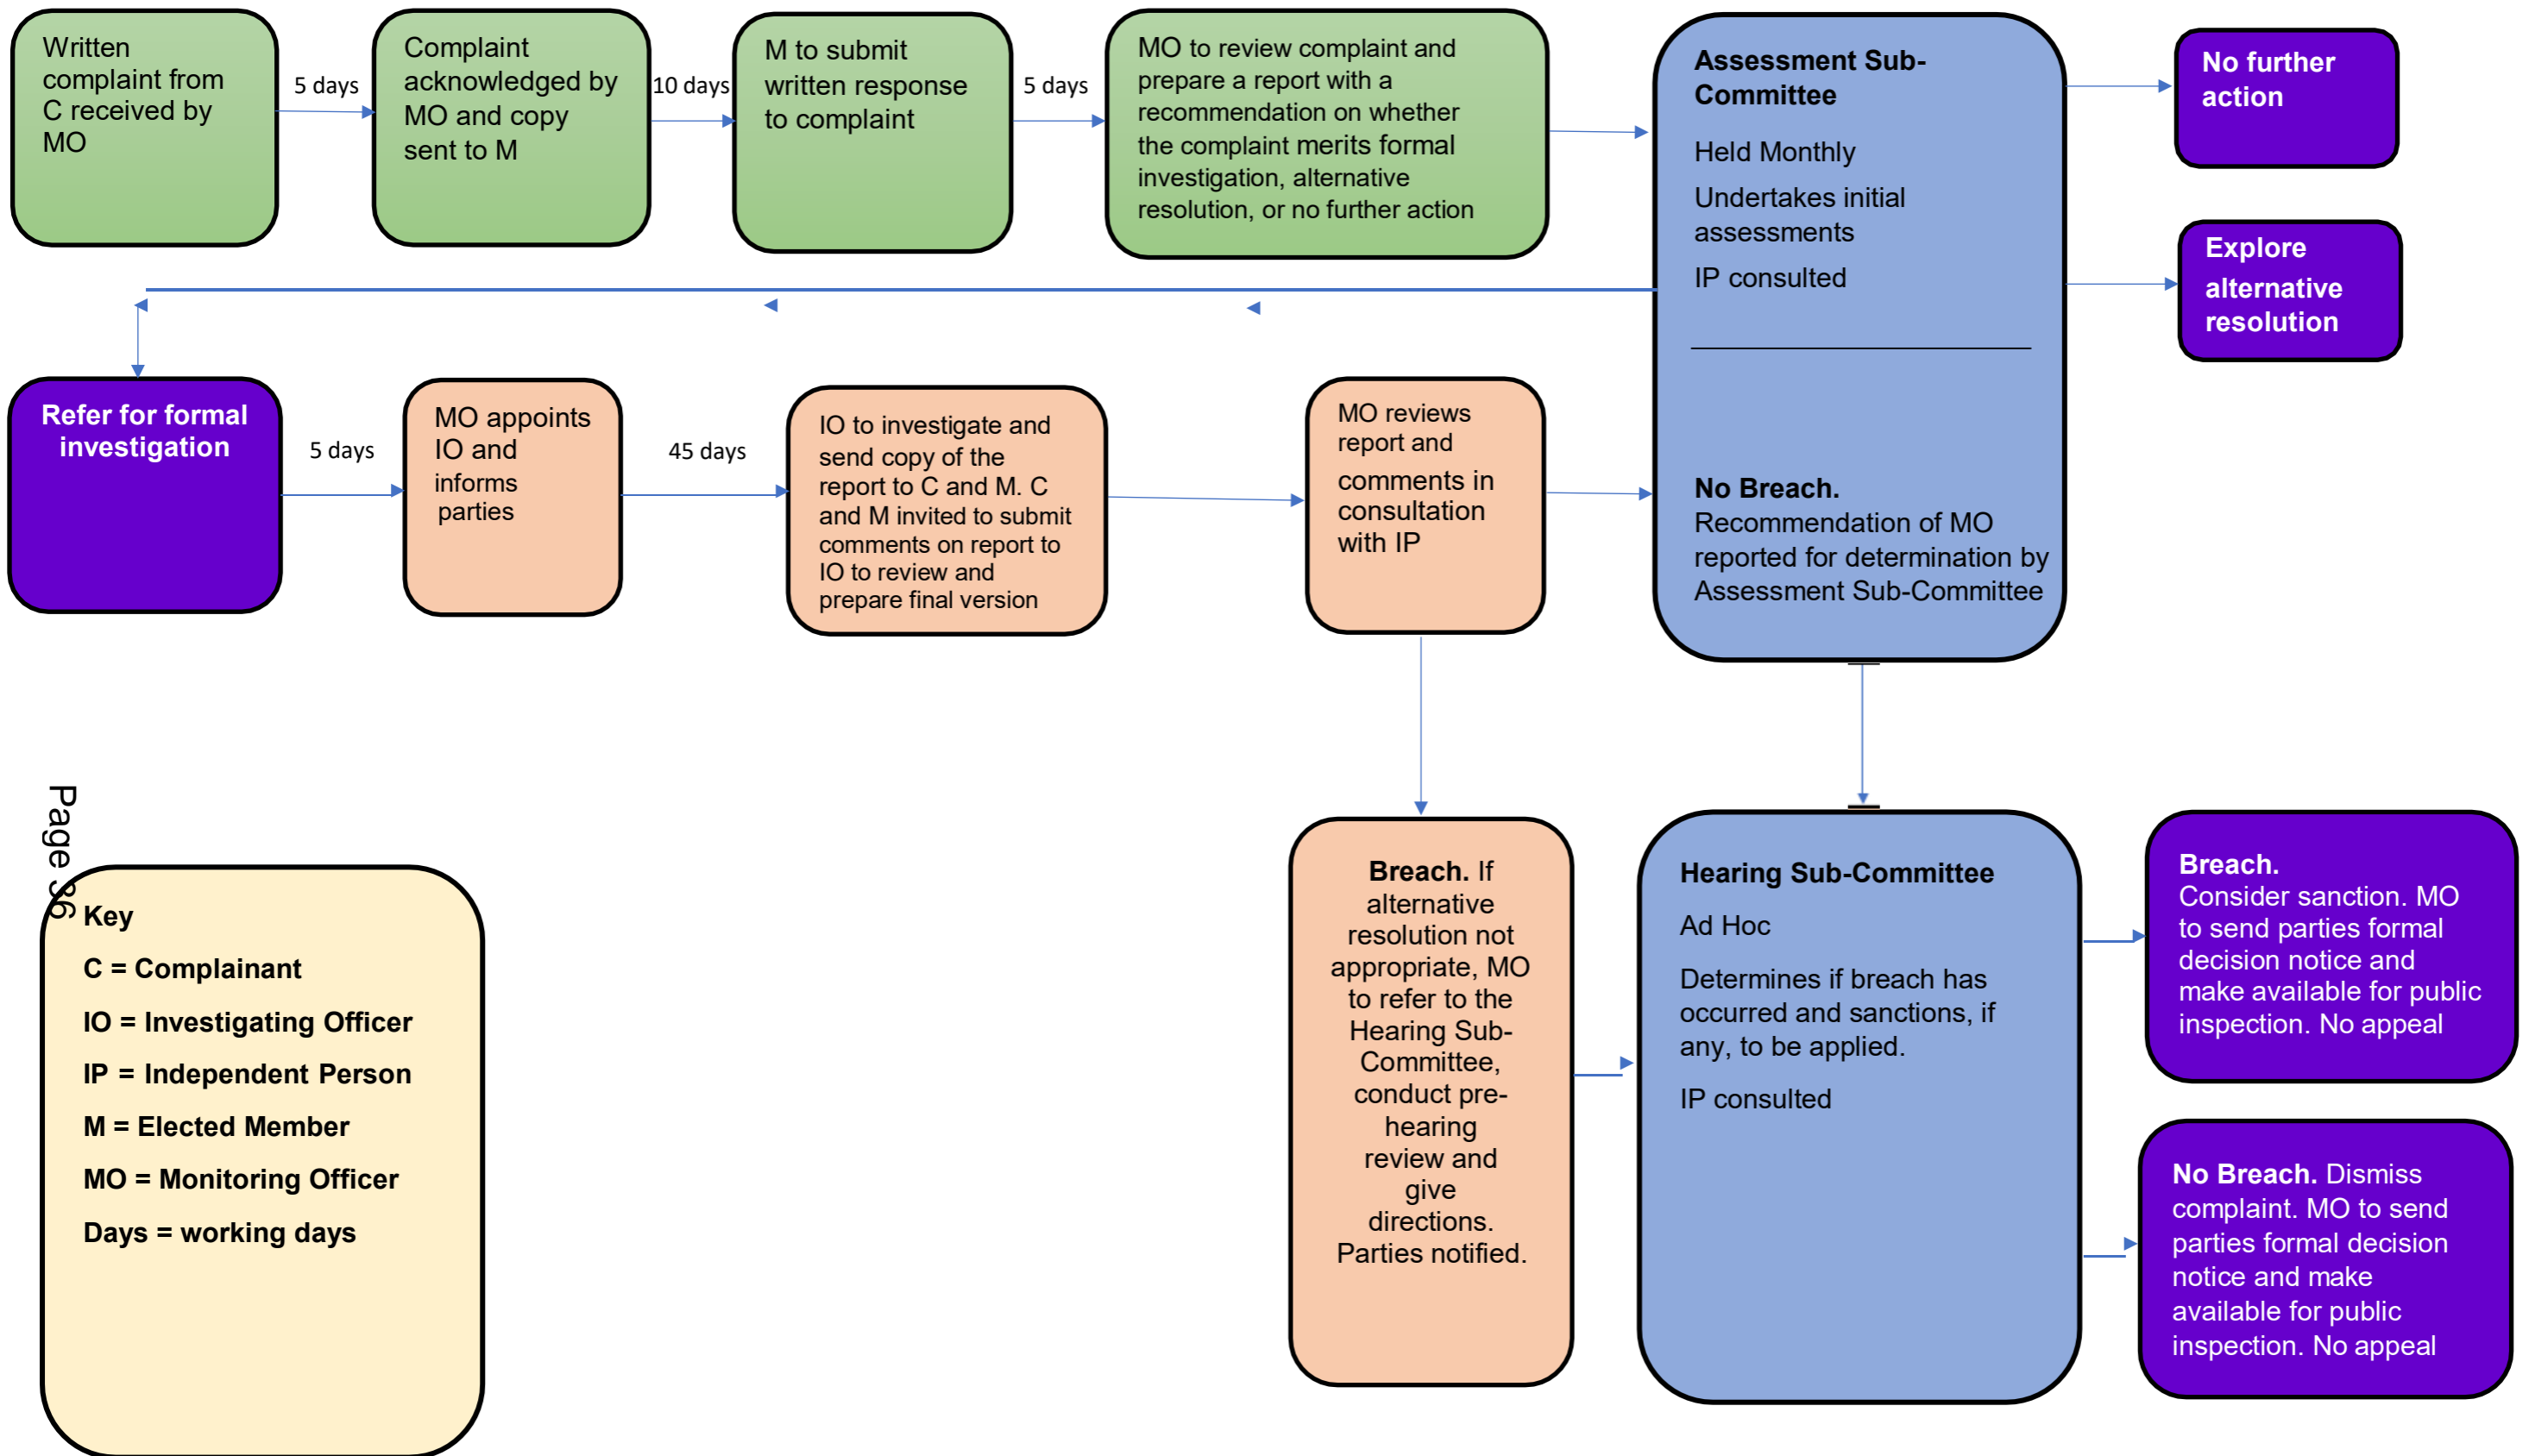 Written
complaint from
C received by
MO
5 days
Complaint
acknowledged by
MO and copy
sent to M
10 days
M to submit
written response
to complaint
5 days
MO to review complaint and
prepare a report with a
recommendation on whether
the complaint merits formal
investigation, alternative
resolution, or no further action
Assessment Sub-
Committee
Held Monthly
Undertakes initial
assessments
IP consulted
No further
action
Explore
alternative
resolution
Refer for formal
investigation
5 days
MO appoints
IO and
informs
parties
45 days
IO to investigate and
send copy of the
report to C and M. C
and M invited to submit
comments on report to
IO to review and
prepare final version
MO reviews
report and
comments in
consultation
with IP
No Breach.
Recommendation of MO
reported for determination by
Assessment Sub-Committee
Breach. If
alternative
resolution not
appropriate, MO
to refer to the
Hearing Sub-
Committee,
conduct pre-
hearing
review and
give
directions.
Parties notified.
Hearing Sub-Committee
Ad Hoc
Determines if breach has
occurred and sanctions, if
any, to be applied.
IP consulted
Breach.
Consider sanction. MO
to send parties formal
decision notice and
make available for public
inspection. No appeal
No Breach. Dismiss
complaint. MO to send
parties formal decision
notice and make
available for public
inspection. No appeal
Page 36
Key
C = Complainant
IO = Investigating Officer
IP = Independent Person
M = Elected Member
MO = Monitoring Officer
Days = working days